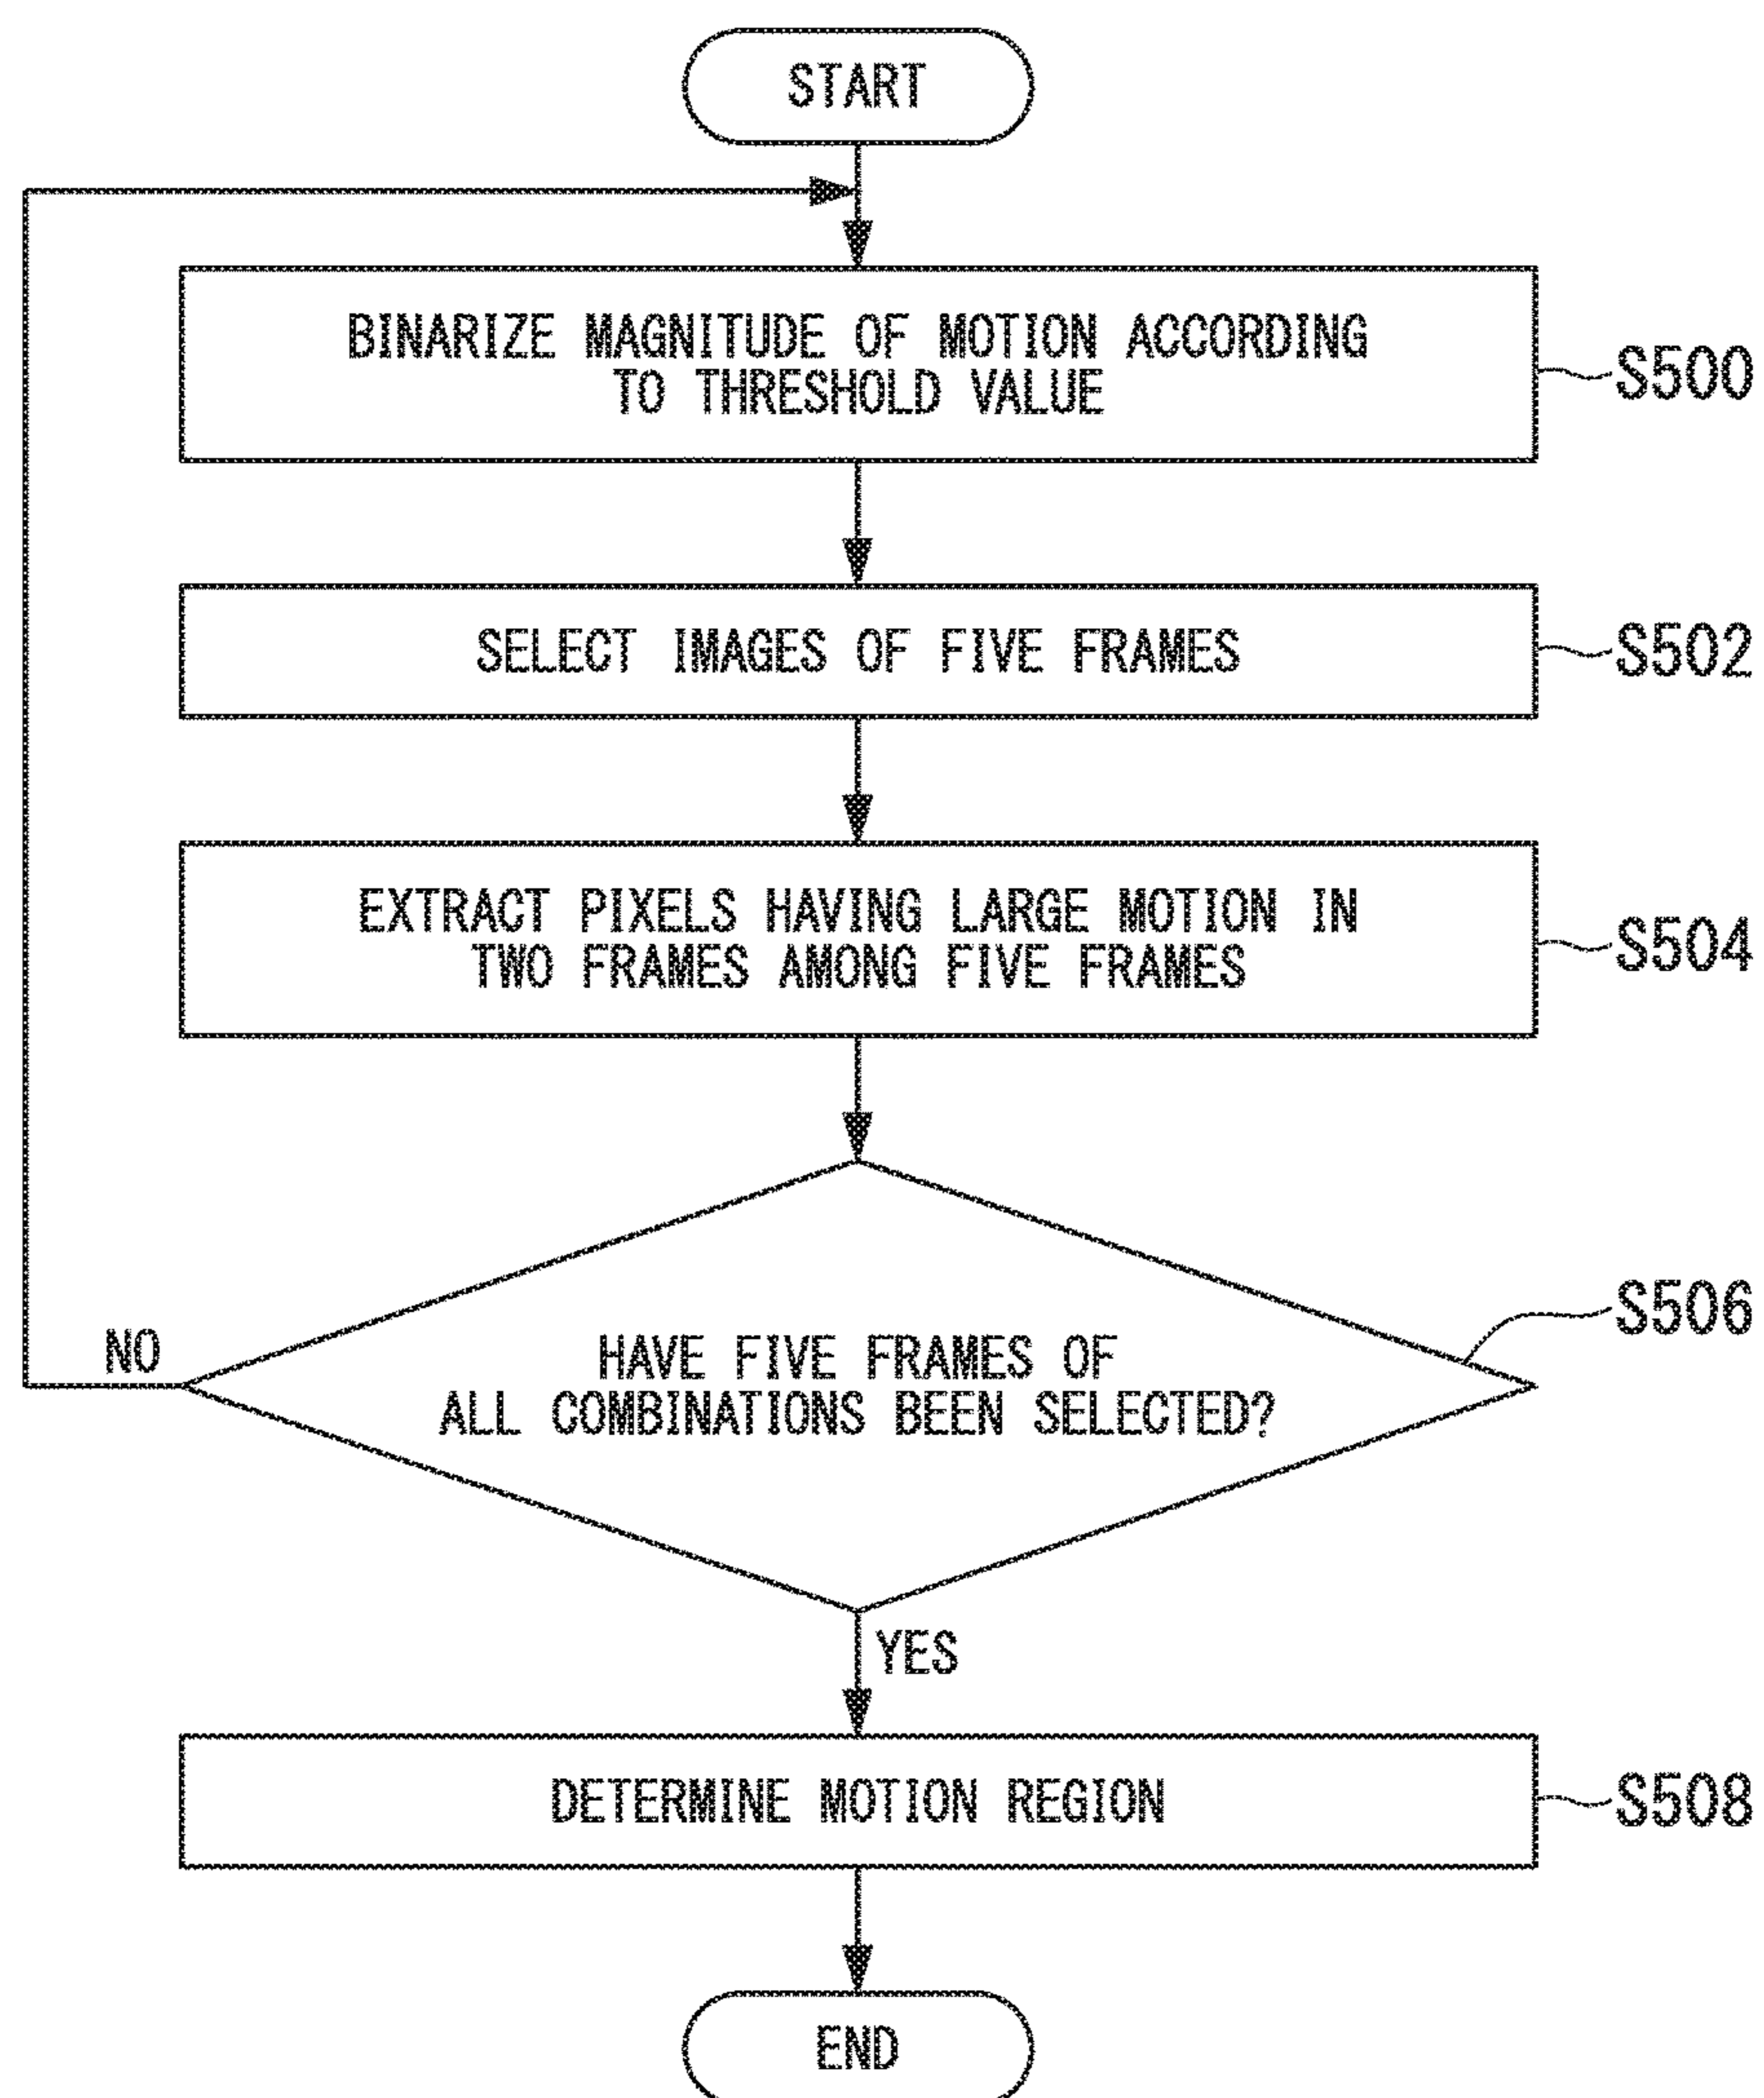 START
BINARIZE MAGNITUDE OF MOTION ACCORDING
TO THRESHOLD VALUE
S500
SELECT IMAGES OF FIVE FRAMES
S502
EXTRACT PIXELS HAVING LARGE MOTION IN
TWO FRAMES AMONG FIVE FRAMES
S504
HAVE FIVE FRAMES OF
ALL COMBINATIONS BEEN SELECTED?
S506
NO
YES
DETERMINE MOTION REGION
S508
END